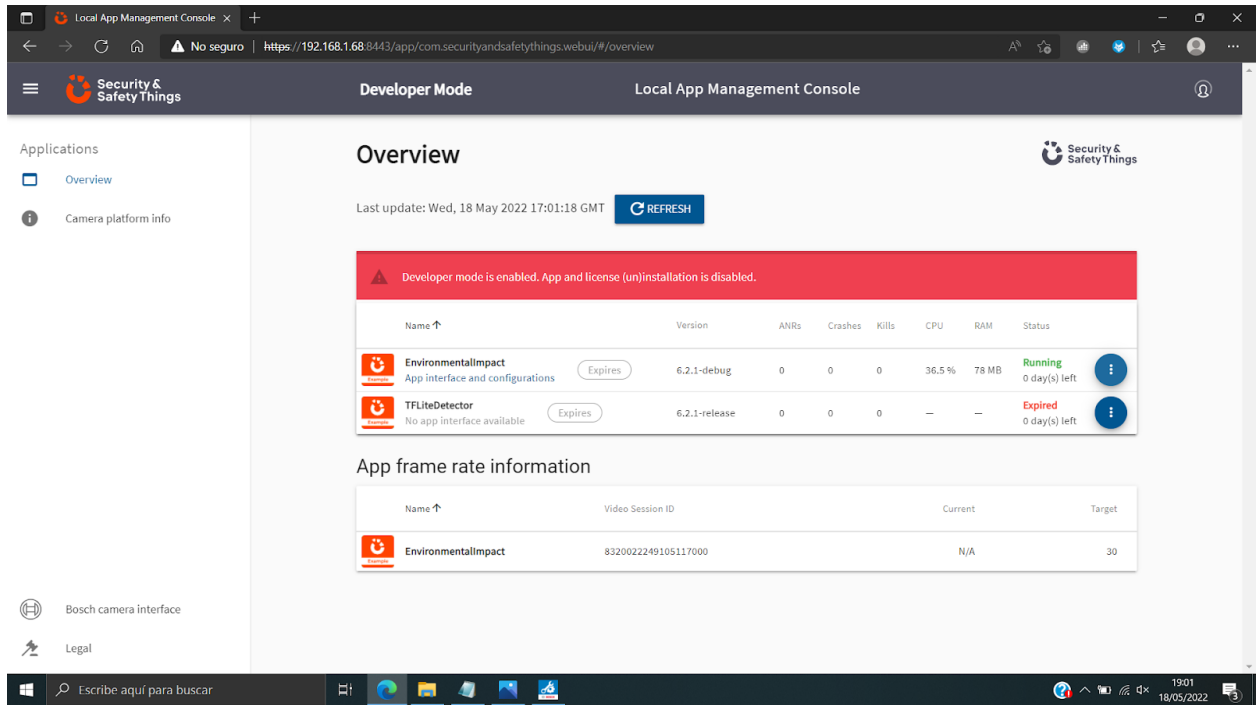 Local App Management Console
No seguro https://192.168.1.68:8443/app/com.securityandsafetythings.webui/#/overview
Security &
Safety Things
Developer Mode
Local App Management Console
Applications
Overview
Camera platform info
Bosch camera interface
Legal
Overview
Security &
Safety Things
Last update: Wed, 18 May 2022 17:01:18 GMT
REFRESH
Developer mode is enabled. App and license (un)installation is disabled.
Name Version ANRs Crashes Kills CPU RAM Status
EnvironmentalImpact Expires 6.2.1-debug 0 0 0 36.5 % 78 MB Running
App interface and configurations 0 day(s) left
Example
TFLiteDetector Expires 6.2.1-release 0 0 0 — — Expired
No app interface available 0 day(s) left
Example
App frame rate information
Name Video Session ID Current Target
EnvironmentalImpact 8320022249105117000 N/A 30
Example
Escribe aquí para buscar
19:01
18/05/2022
3